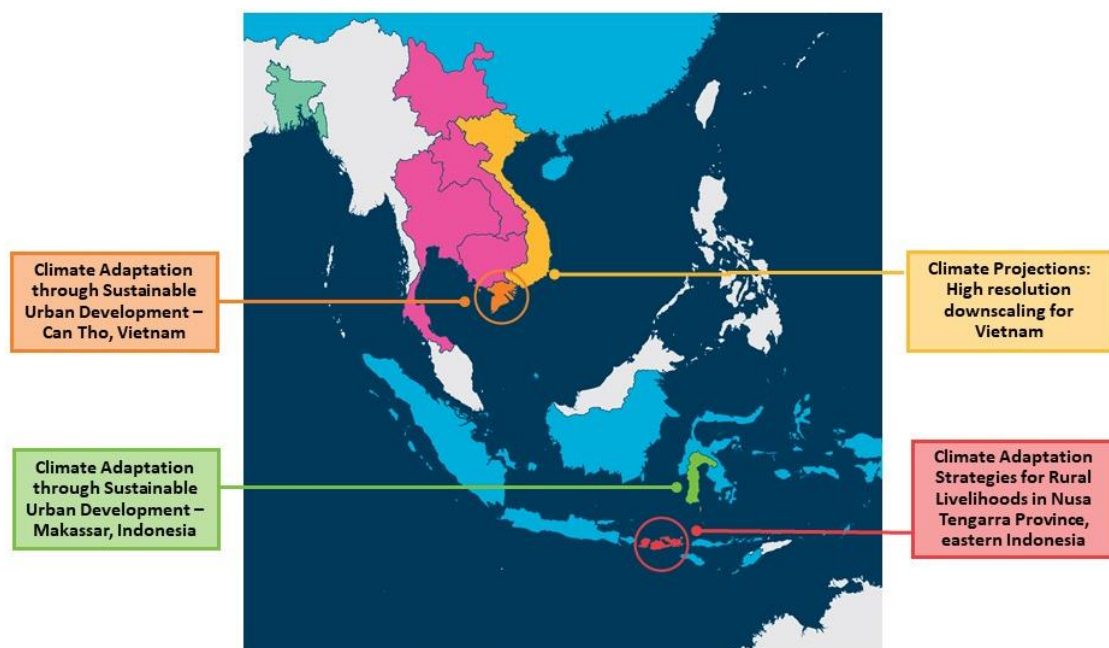 Climate Adaptation
through Sustainable
Urban Development –
Can Tho, Vietnam
Climate Projections:
High resolution
downscaling for
Vietnam
Climate Adaptation
through Sustainable
Urban Development –
Makassar, Indonesia
Climate Adaptation
Strategies for Rural
Livelihoods in Nusa
Tengarra Province,
eastern Indonesia